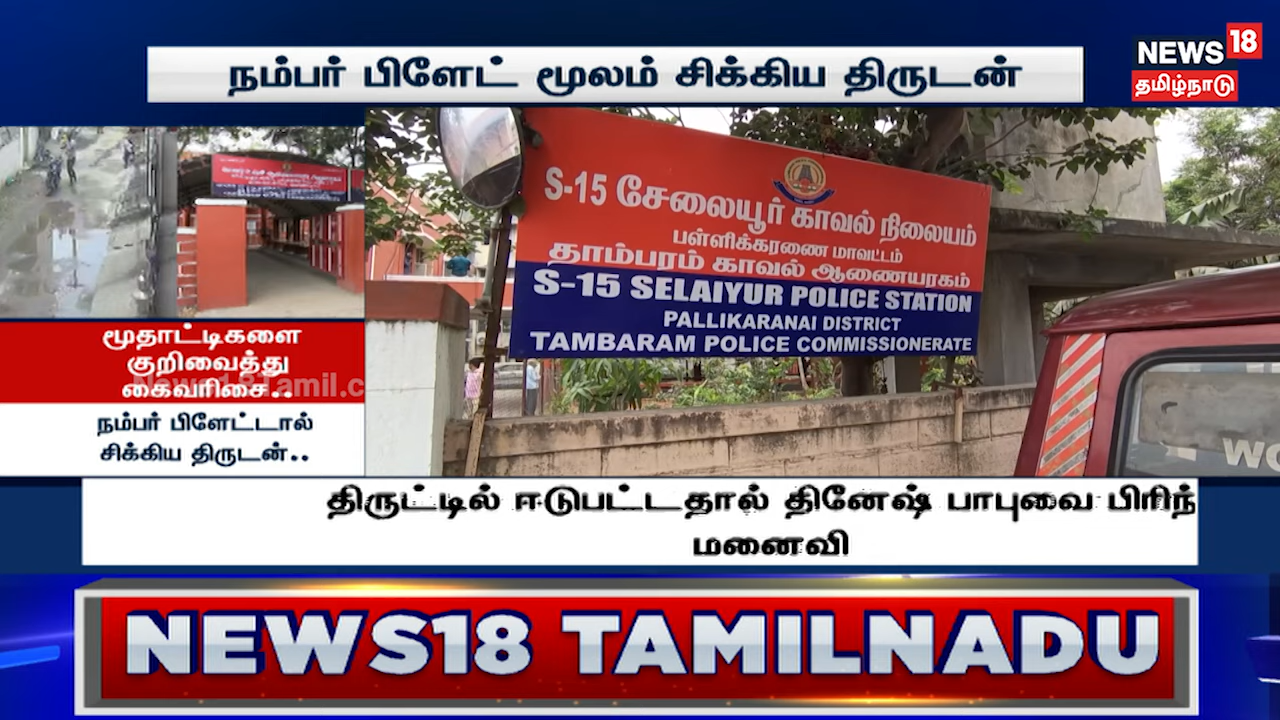 நம்பர் பிளேட் மூலம் சிக்கிய திருடன்
NEWS 18
தமிழ்நாடு
S-15 சேலையூர் காவல் நிலையம்
பள்ளிக்கரணை மாவட்டம்
தாம்பரம் காவல் ஆணையரகம்
S-15 SELAIYUR POLICE STATION
PALLIKARANAI DISTRICT
TAMBARAM POLICE COMMISSIONERATE
மூதாட்டிகளை
குறிவைத்து
கைவரிசை..
நம்பர் பிளேட்டால்
சிக்கிய திருடன்..
WO
திருட்டில் ஈடுபட்டதால் தினேஷ் பாபுவை பிரிந்
மனைவி
NEWS18 TAMILNADU